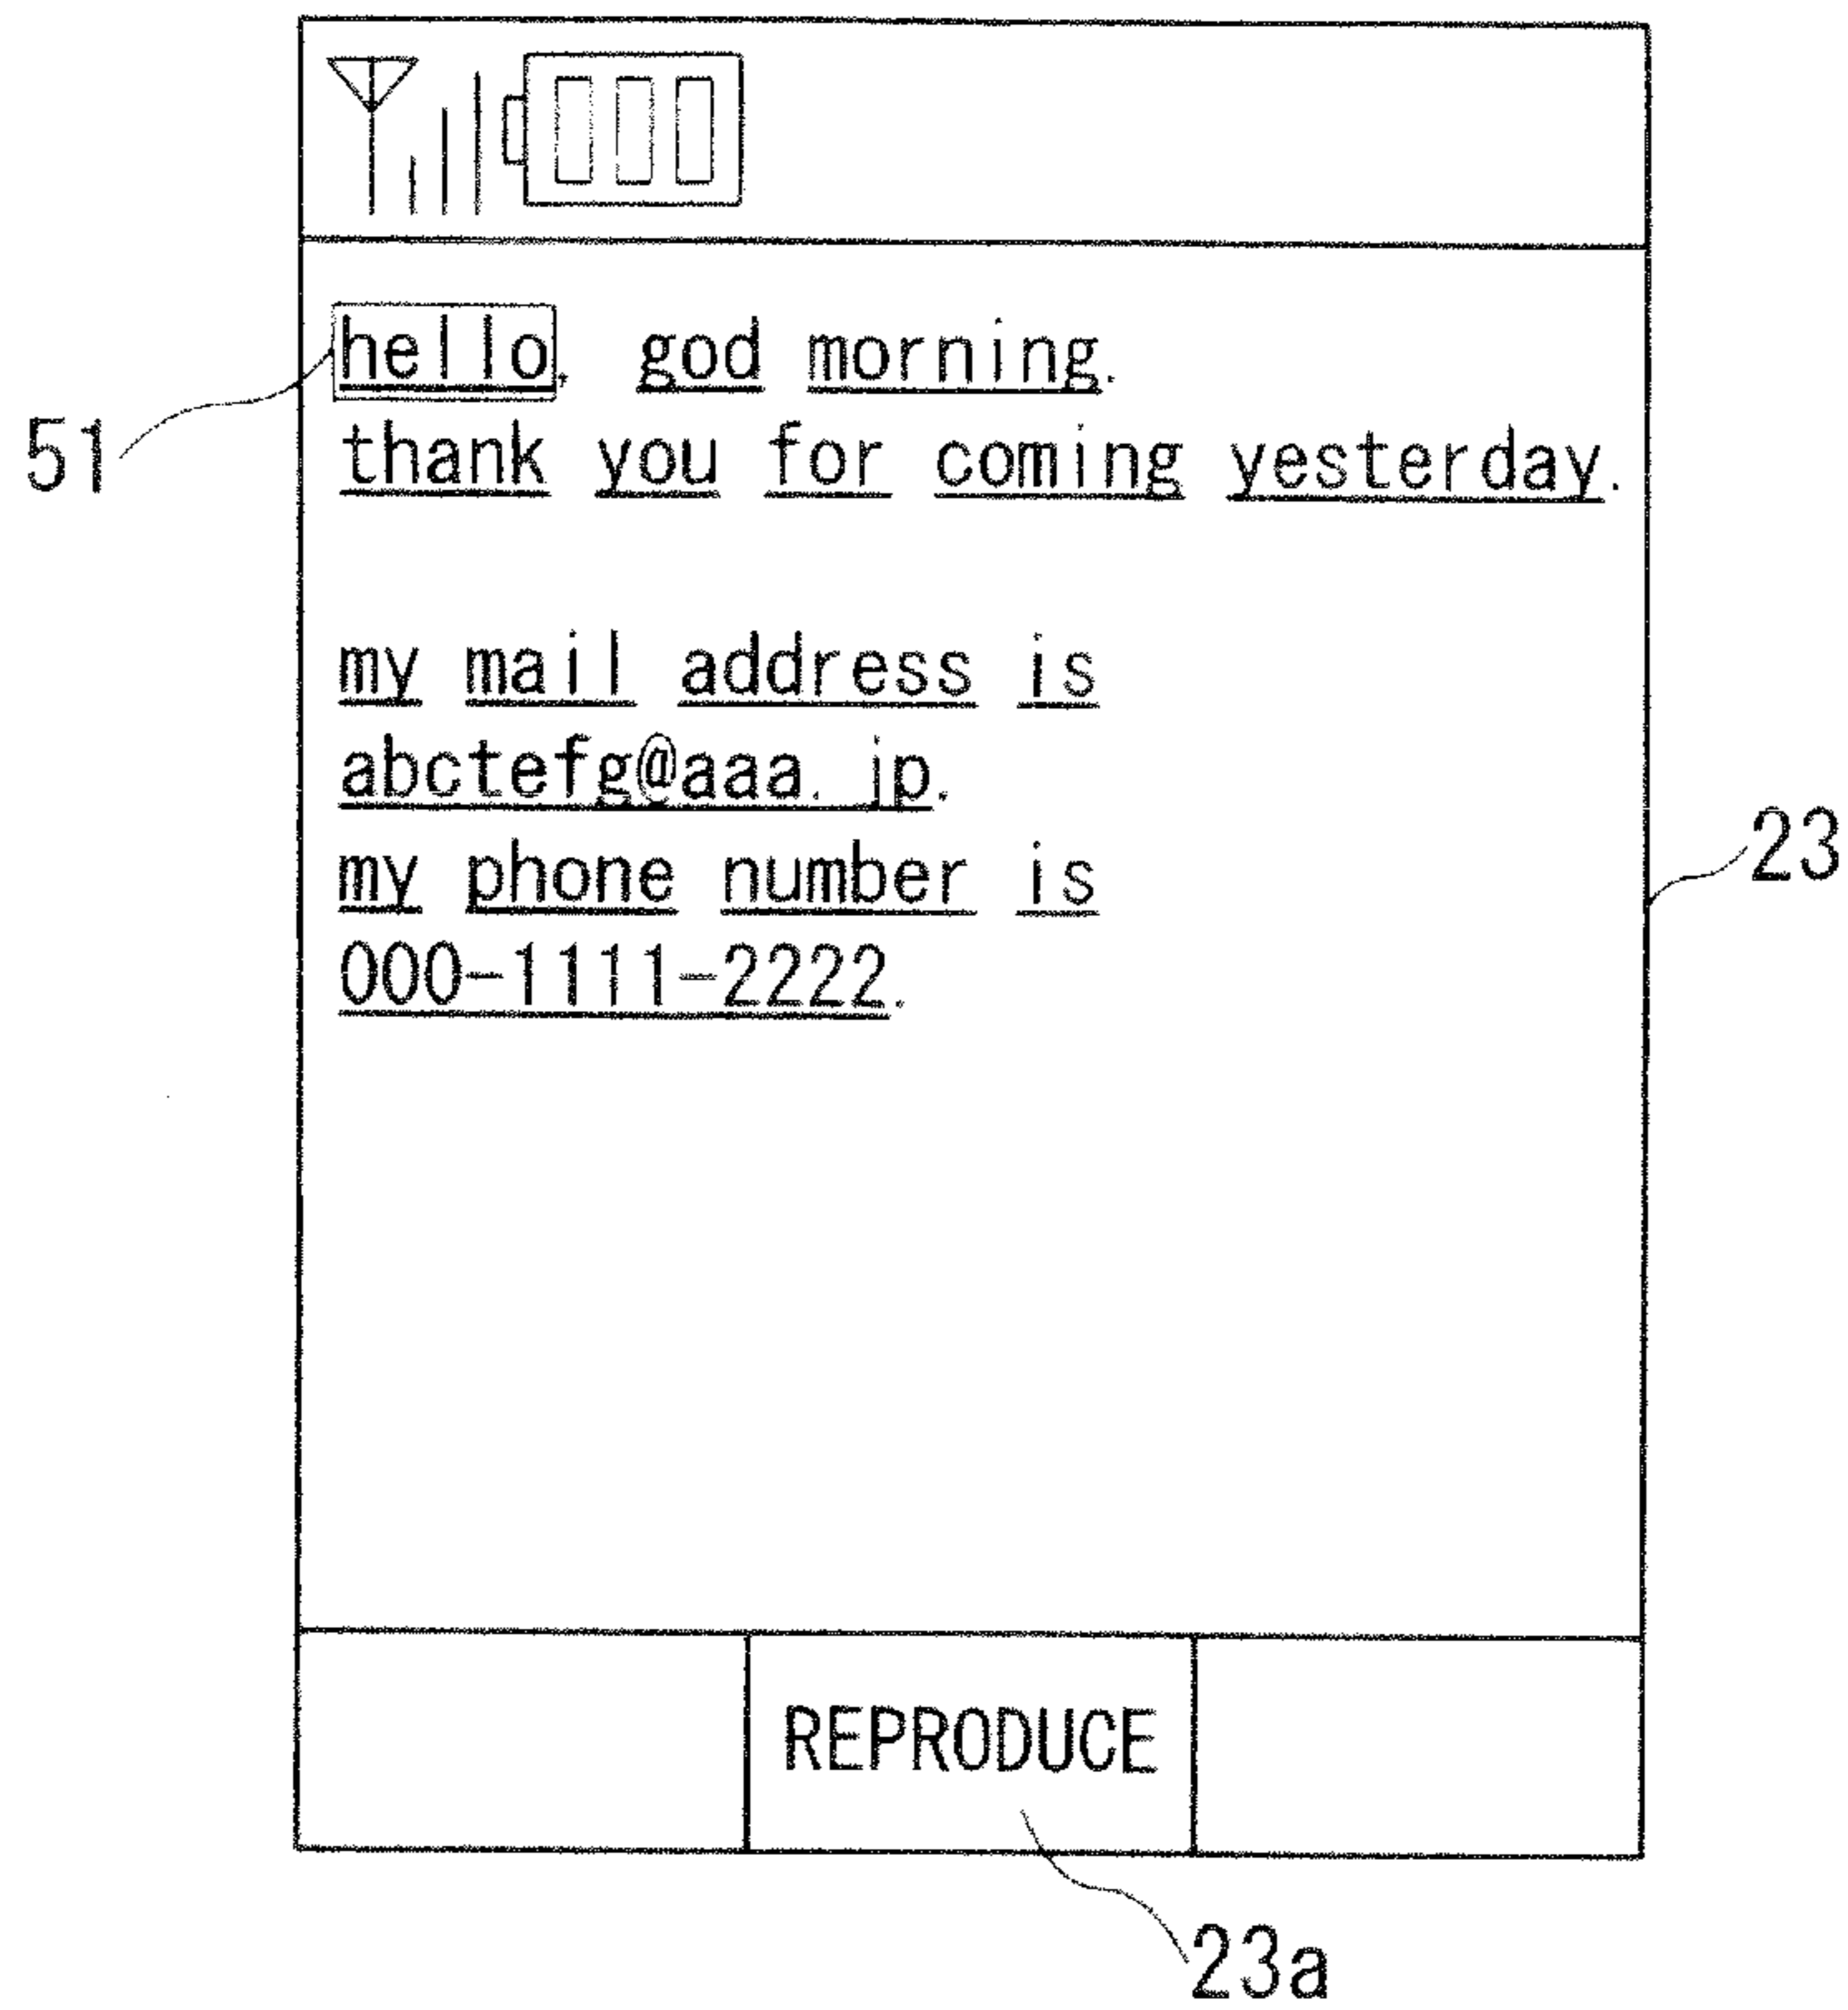 hello, god morning.
51
thank you for coming yesterday.
my mail address is
abctefg@aaa.jp.
23
my phone number is
000-1111-2222.
REPRODUCE
23a